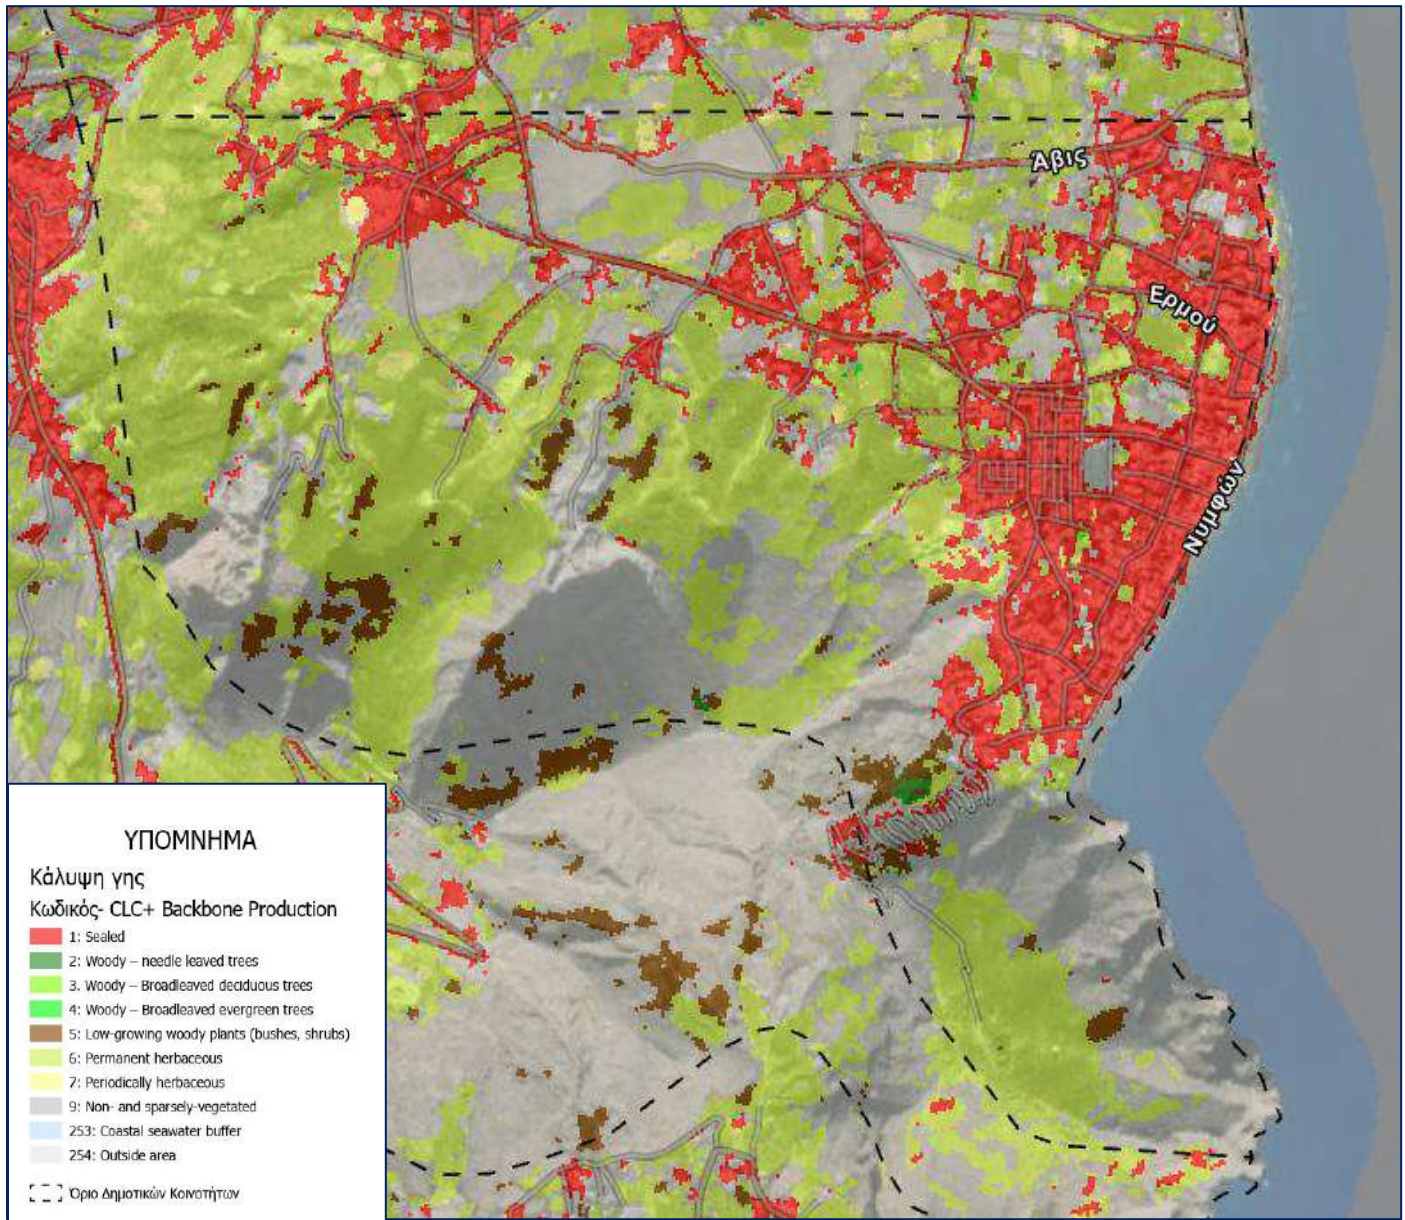 Άβις
Ερμού
Νυμφών
ΥΠΟΜΝΗΜΑ
Κάλυψη γης
Κωδικός- CLC+ Backbone Production
1: Sealed
2: Woody – needle leaved trees
3. Woody – Broadleaved deciduous trees
4: Woody – Broadleaved evergreen trees
5: Low-growing woody plants (bushes, shrubs)
6: Permanent herbaceous
7: Periodically herbaceous
9: Non- and sparsely-vegetated
253: Coastal seawater buffer
254: Outside area
Όριο Δημοτικών Κοινοτήτων